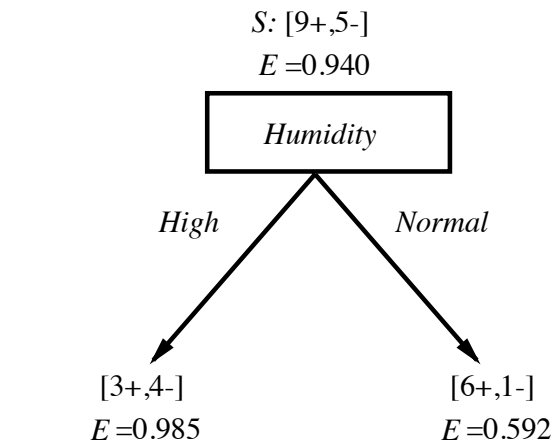 S: [9+,5-]
E =0.940
Humidity
High
Normal
[3+,4-]
E =0.985
[6+,1-]
E =0.592